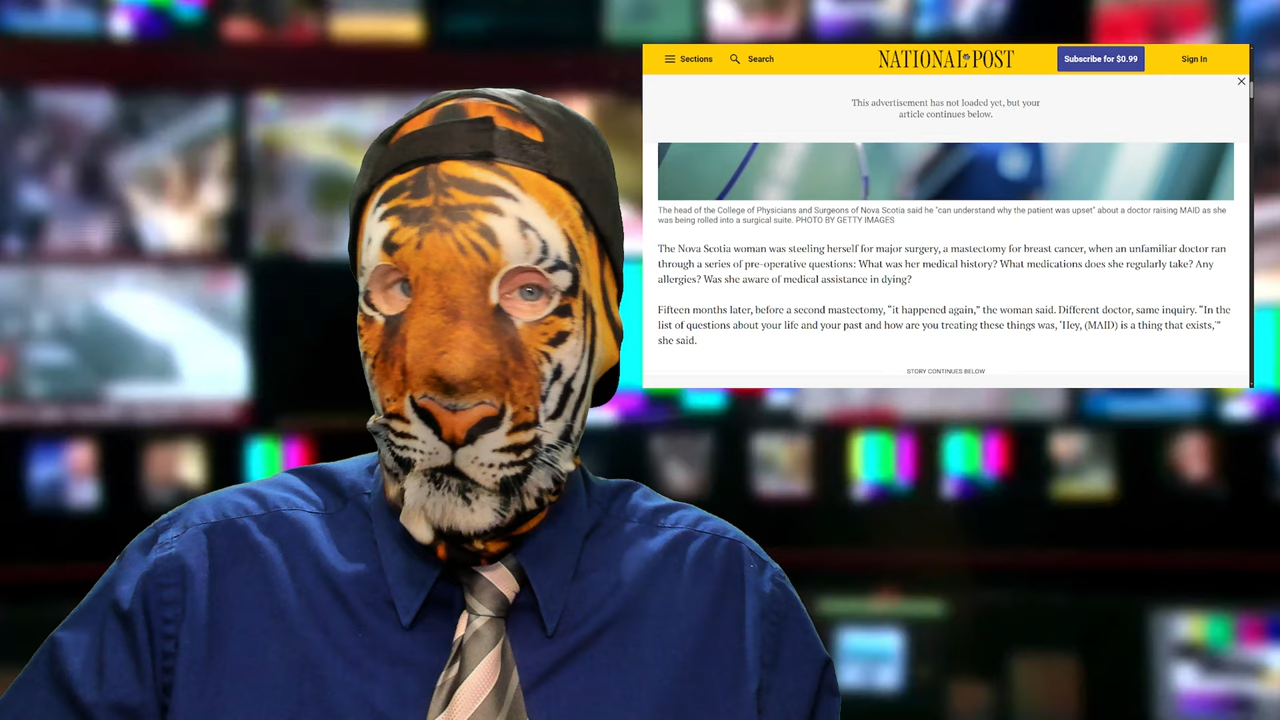 Sections
Search
NATIONAL POST
Subscribe for $0.99
Sign In
This advertisement has not loaded yet, but your
article continues below.
The head of the College of Physicians and Surgeons of Nova Scotia said he "can understand why the patient was upset" about a doctor raising MAID as she
was being rolled into a surgical suite. PHOTO BY GETTY IMAGES
The Nova Scotia woman was steeling herself for major surgery, a mastectomy for breast cancer, when an unfamiliar doctor ran
through a series of pre-operative questions: What was her medical history? What medications does she regularly take? Any
allergies? Was she aware of medical assistance in dying?
Fifteen months later, before a second mastectomy, "it happened again," the woman said. Different doctor, same inquiry. "In the
list of questions about your life and your past and how are you treating these things was, 'Hey, (MAID) is a thing that exists,'"
she said.
STORY CONTINUES BELOW